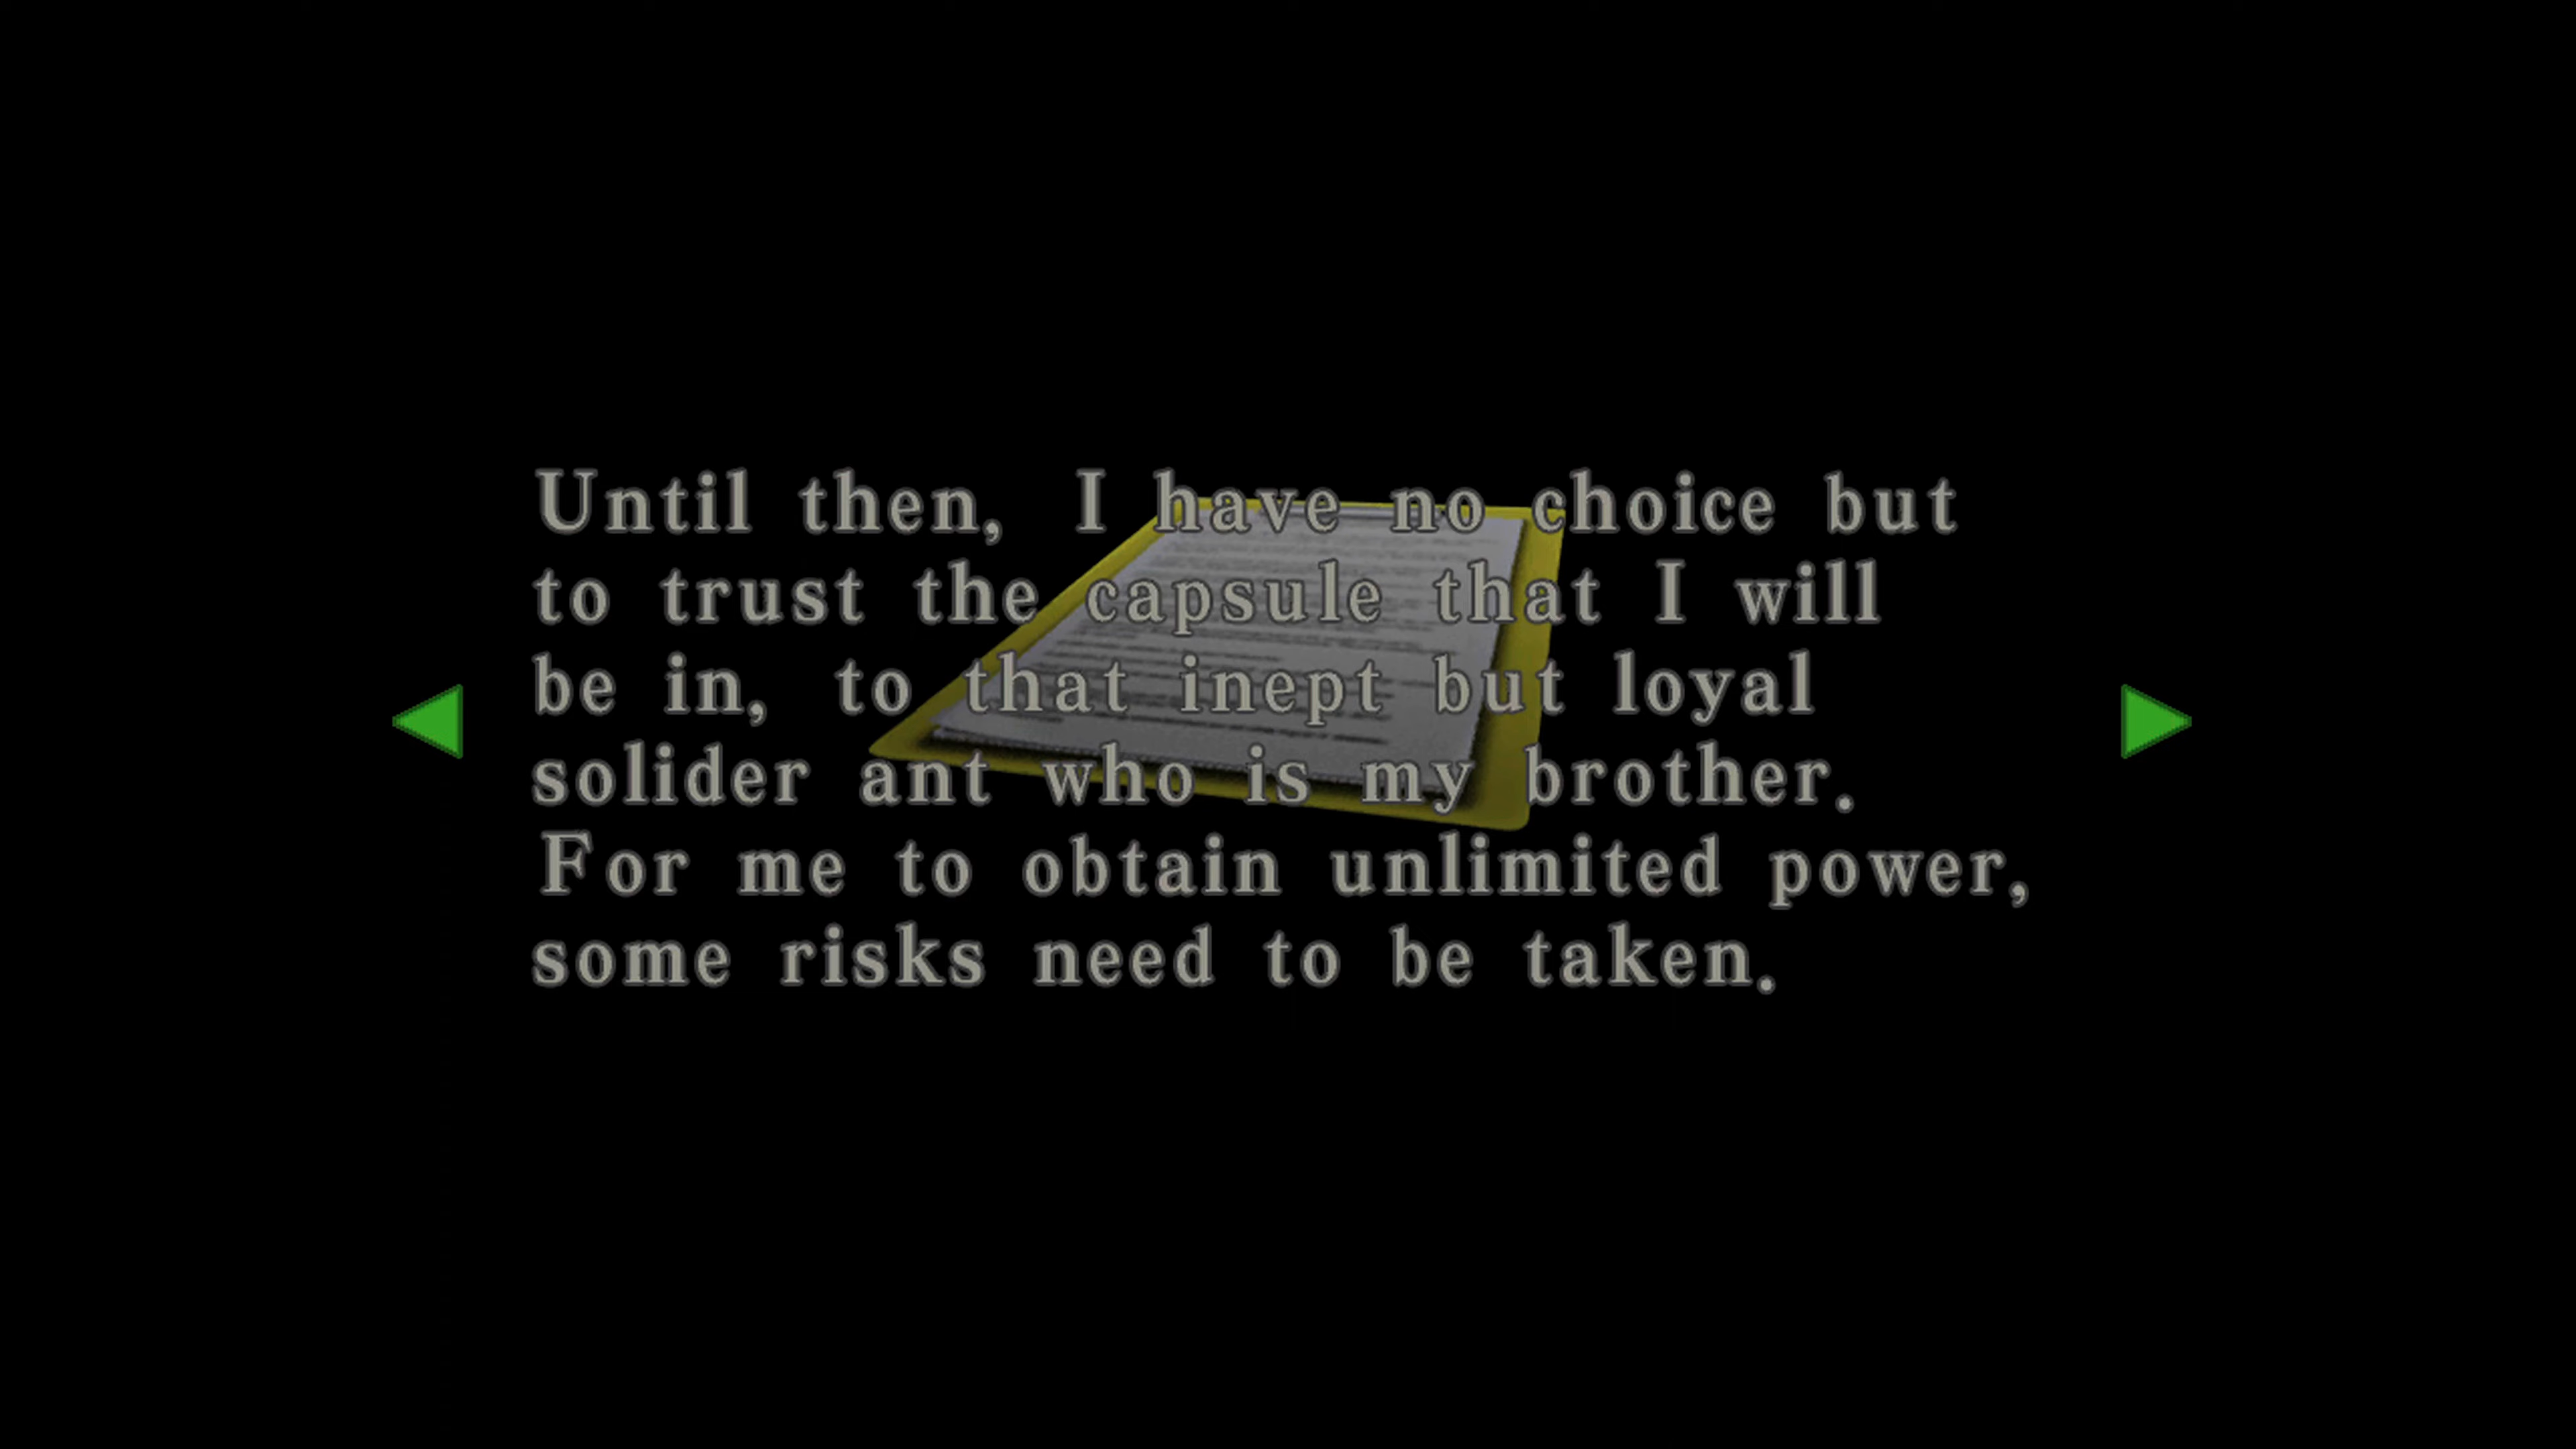 Until then, I have no choice but
to trust the capsule that I will
be in, to that inept but loyal
solider ant who is my brother.
For me to obtain unlimited power,
some risks need to be taken.